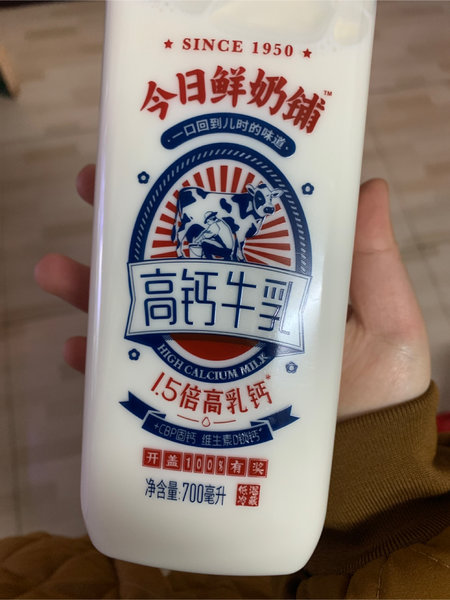 ★ SINCE 1950 ★
今日鲜奶铺™
·一口回到儿时的味道·
高钙牛乳
HIGH CALCIUM MILK
1.5倍高乳钙*
+CBP固钙 维生素D锁钙*
开盖100%有奖
净含量:700毫升 低温冷藏